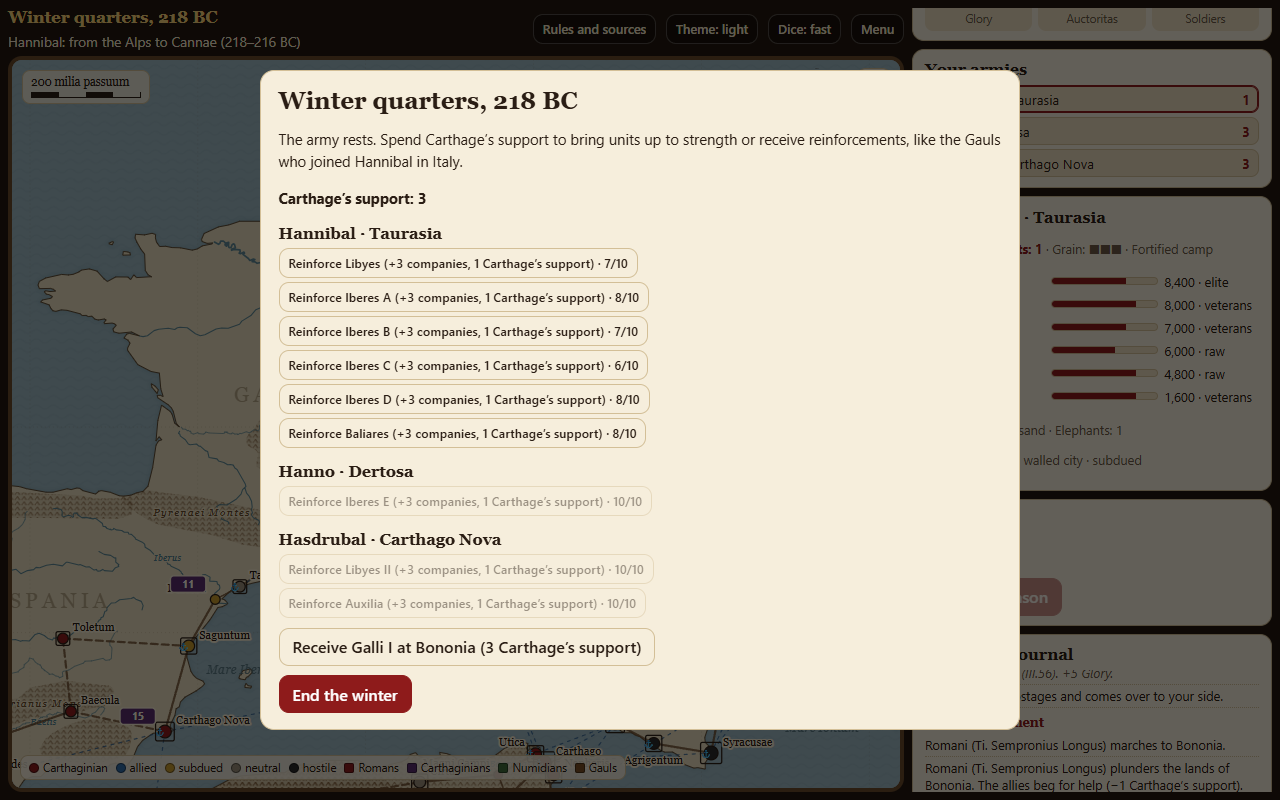 Winter quarters, 218 BC
Hannibal: from the Alps to Cannae (218–216 BC)
Rules and sources
Theme: light
Dice: fast
Menu
Glory
Auctoritas
Soldiers
200 milia passuum
Your armies
Taurasia
1
3
Carthago Nova
3
Winter quarters, 218 BC
The army rests. Spend Carthage's support to bring units up to strength or receive reinforcements, like the Gauls
who joined Hannibal in Italy.
Carthage's support: 3
Hannibal · Taurasia
Reinforce Libyes (+3 companies, 1 Carthage's support) · 7/10
Reinforce Iberes A (+3 companies, 1 Carthage's support) · 8/10
Reinforce Iberes B (+3 companies, 1 Carthage's support) · 7/10
Reinforce Iberes C (+3 companies, 1 Carthage's support) · 6/10
Reinforce Iberes D (+3 companies, 1 Carthage's support) · 8/10
Reinforce Baliares (+3 companies, 1 Carthage's support) · 8/10
Hanno · Dertosa
Reinforce Iberes E (+3 companies, 1 Carthage's support) · 10/10
Hasdrubal · Carthago Nova
Reinforce Libyes II (+3 companies, 1 Carthage's support) · 10/10
Reinforce Auxilia (+3 companies, 1 Carthage's support) · 10/10
Receive Galli I at Bononia (3 Carthage's support)
End the winter
· Taurasia
1 · Grain: · Fortified camp
8,400 · elite
8,000 · veterans
7,000 · veterans
6,000 · raw
4,800 · raw
1,600 · veterans
· Elephants: 1
walled city · subdued
(III.56). +5 Glory.
and comes over to your side.
Romani (Ti. Sempronius Longus) marches to Bononia.
Romani (Ti. Sempronius Longus) plunders the lands of
Bononia. The allies beg for help (−1 Carthage's support).
Pyrenaei Montes
Iberus
11
SPANIA
Toletum
Saguntum
Baecula
15
Carthago Nova
Utica
Carthago
Agrigentum
Syracusae
Carthaginian
allied
subdued
neutral
hostile
Romans
Carthaginians
Numidians
Gauls